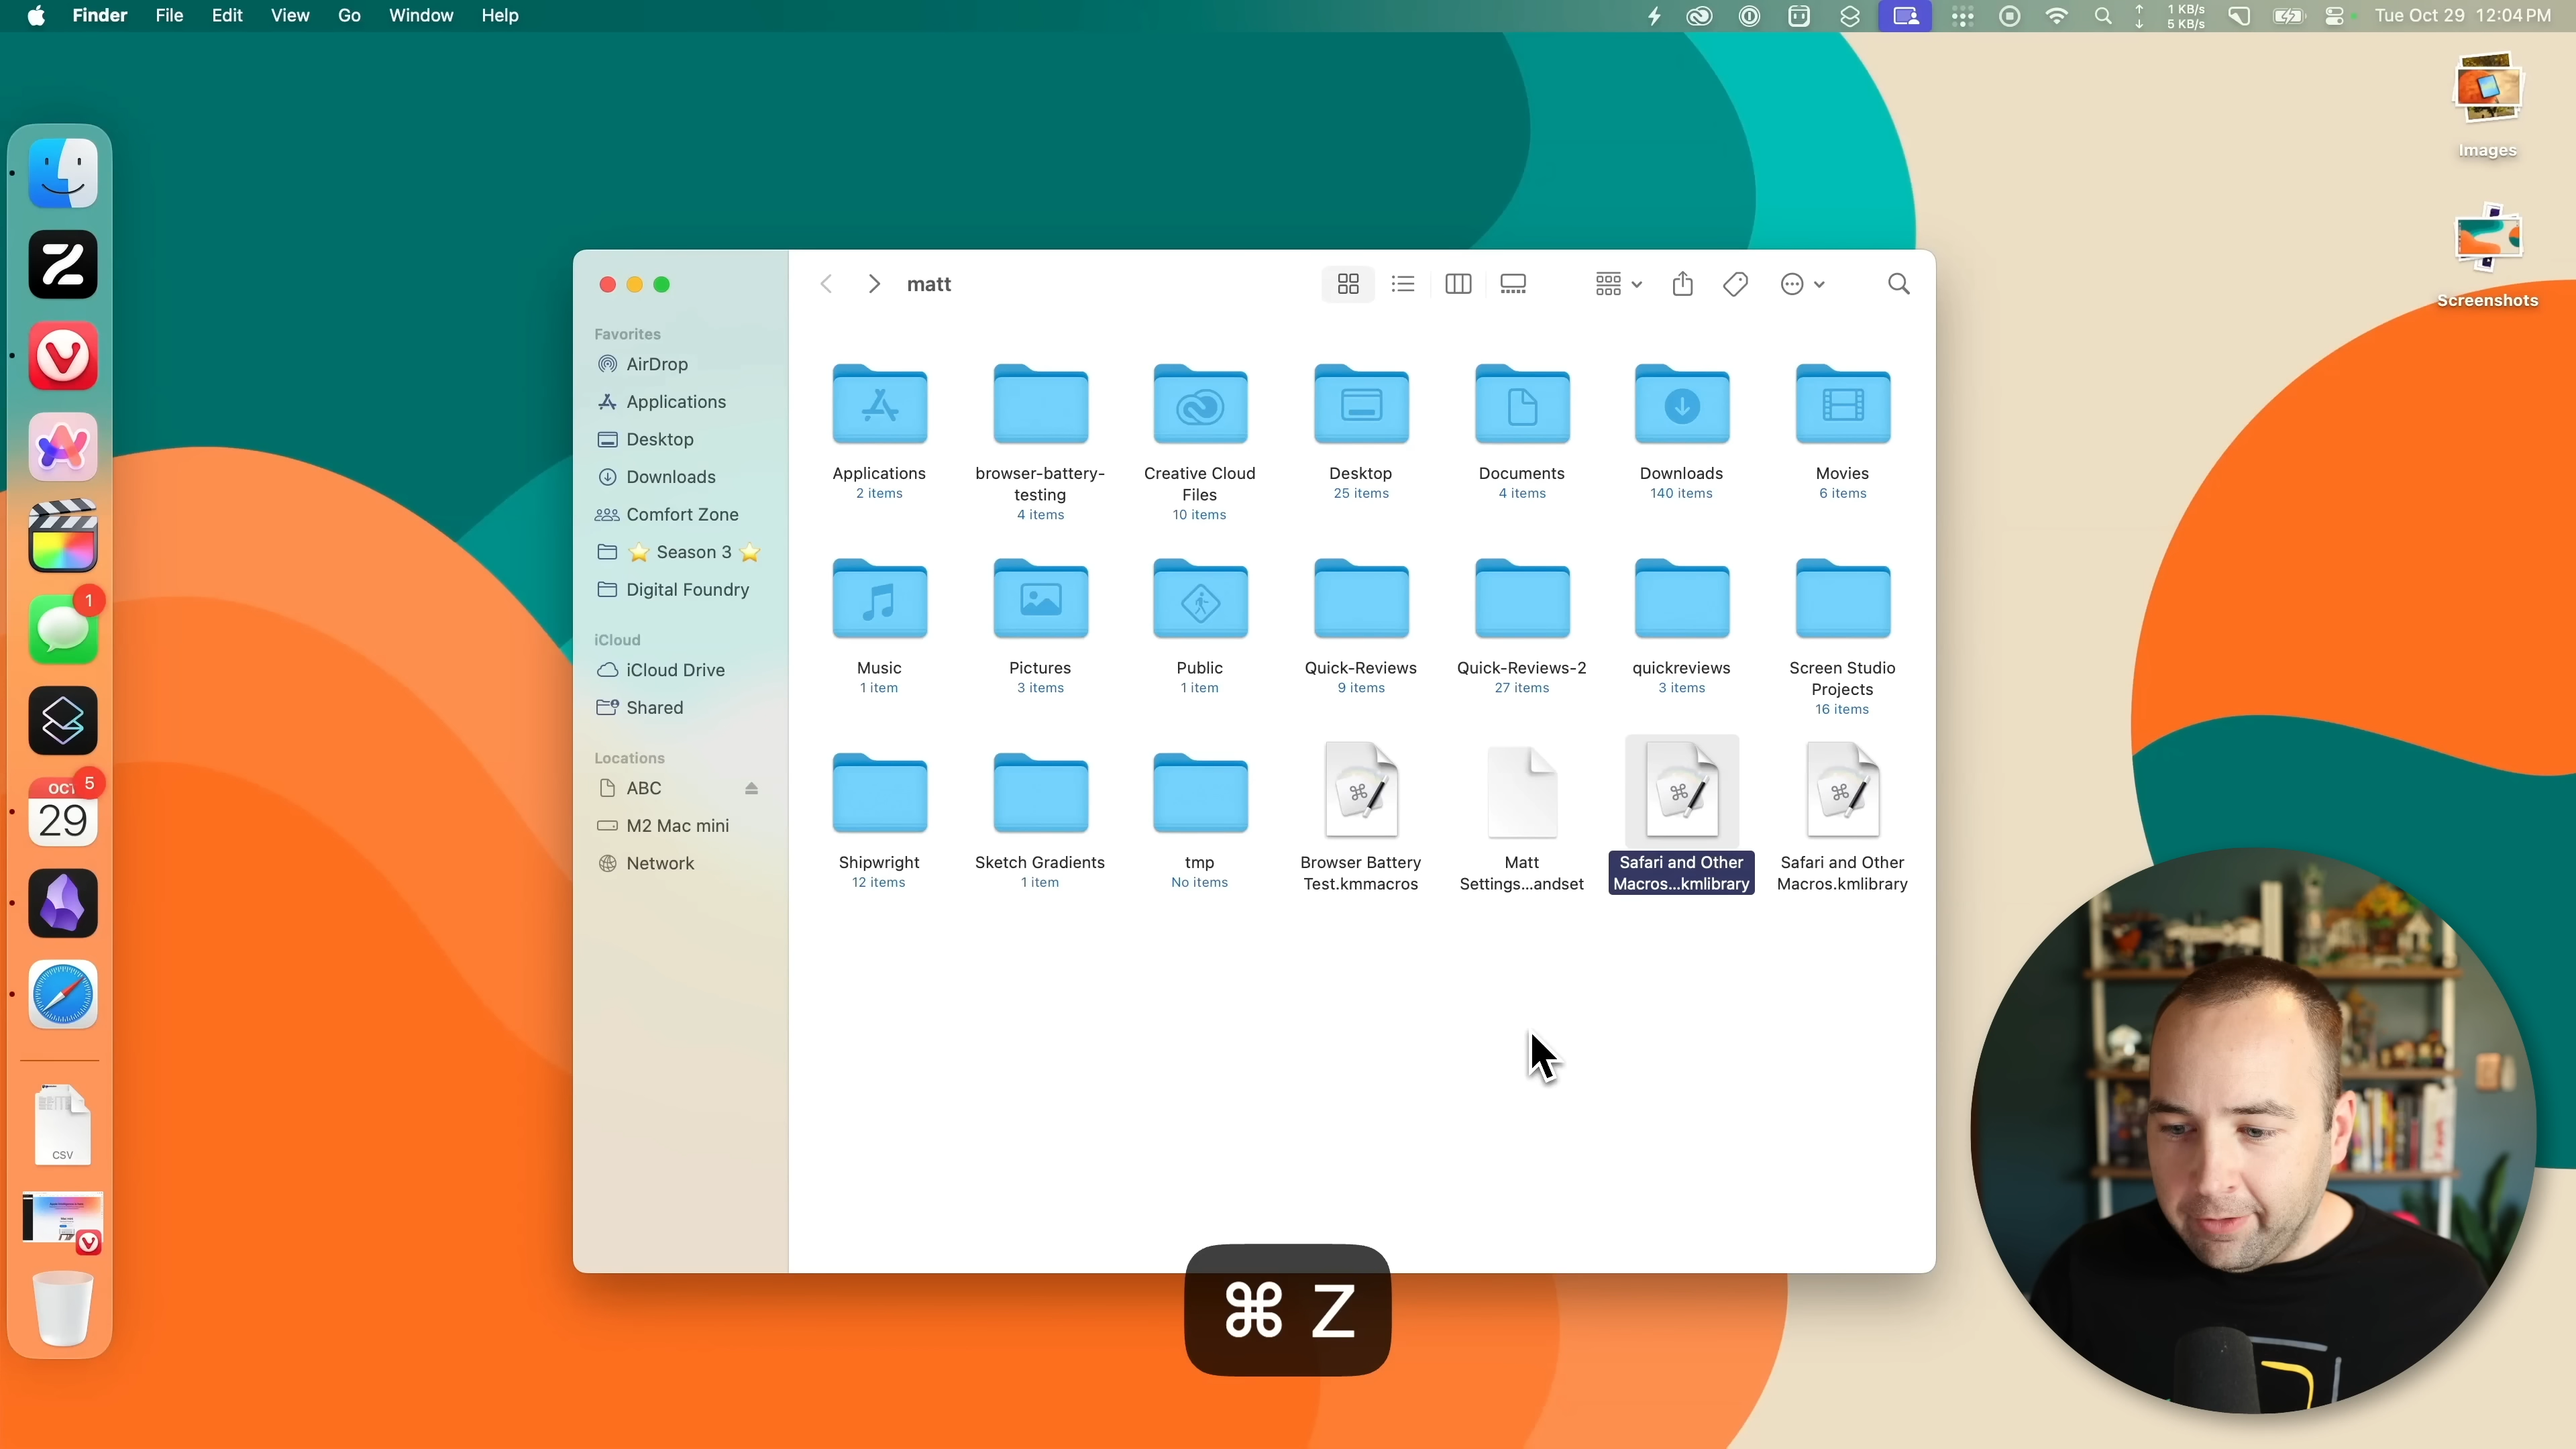 Finder File Edit View Go Window Help
1 KB/s
5 KB/s
Tue Oct 29 12:04 PM
Images
Screenshots
matt
Favorites
AirDrop
Applications
Desktop
Downloads
Comfort Zone
⭐ Season 3 ⭐
Digital Foundry
iCloud
iCloud Drive
Shared
Locations
ABC
M2 Mac mini
Network
Applications
2 items
browser-battery-
testing
4 items
Creative Cloud
Files
10 items
Desktop
25 items
Documents
4 items
Downloads
140 items
Movies
6 items
Music
1 item
Pictures
3 items
Public
1 item
Quick-Reviews
9 items
Quick-Reviews-2
27 items
quickreviews
3 items
Screen Studio
Projects
16 items
Shipwright
12 items
Sketch Gradients
1 item
tmp
No items
Browser Battery
Test.kmmacros
Matt
Settings...andset
Safari and Other
Macros...kmlibrary
Safari and Other
Macros.kmlibrary
1
OCT
5
29
CSV
⌘ Z